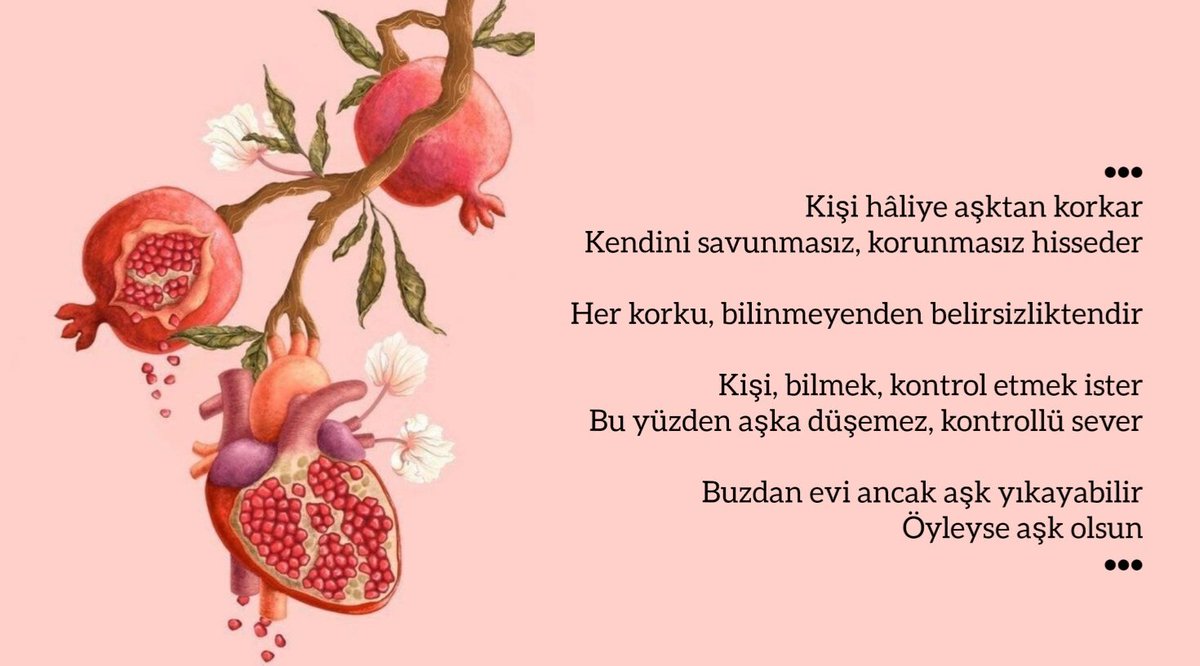 •••
Kişi hâliye aşktan korkar
Kendini savunmasız, korunmasız hisseder
Her korku, bilinmeyenden belirsizliktendir
Kişi, bilmek, kontrol etmek ister
Bu yüzden aşka düşemez, kontrollü sever
Buzdan evi ancak aşk yıkayabilir
Öyleyse aşk olsun
•••